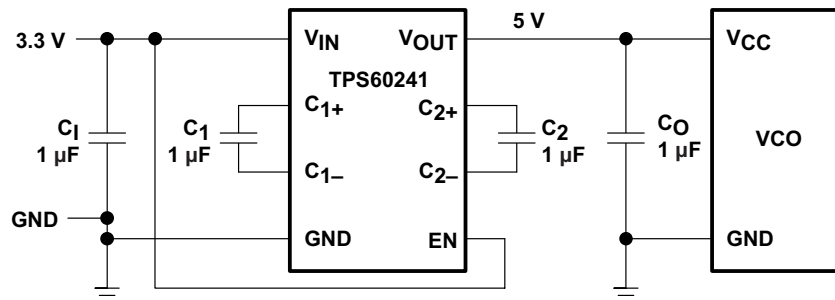 5 V
3.3 V
VIN
VOUT
VCC
TPS60241
C1+
C2+
CI
1 µF
C1
1 µF
C2
1 µF
CO
1 µF
VCO
C1–
C2–
GND
GND
EN
GND